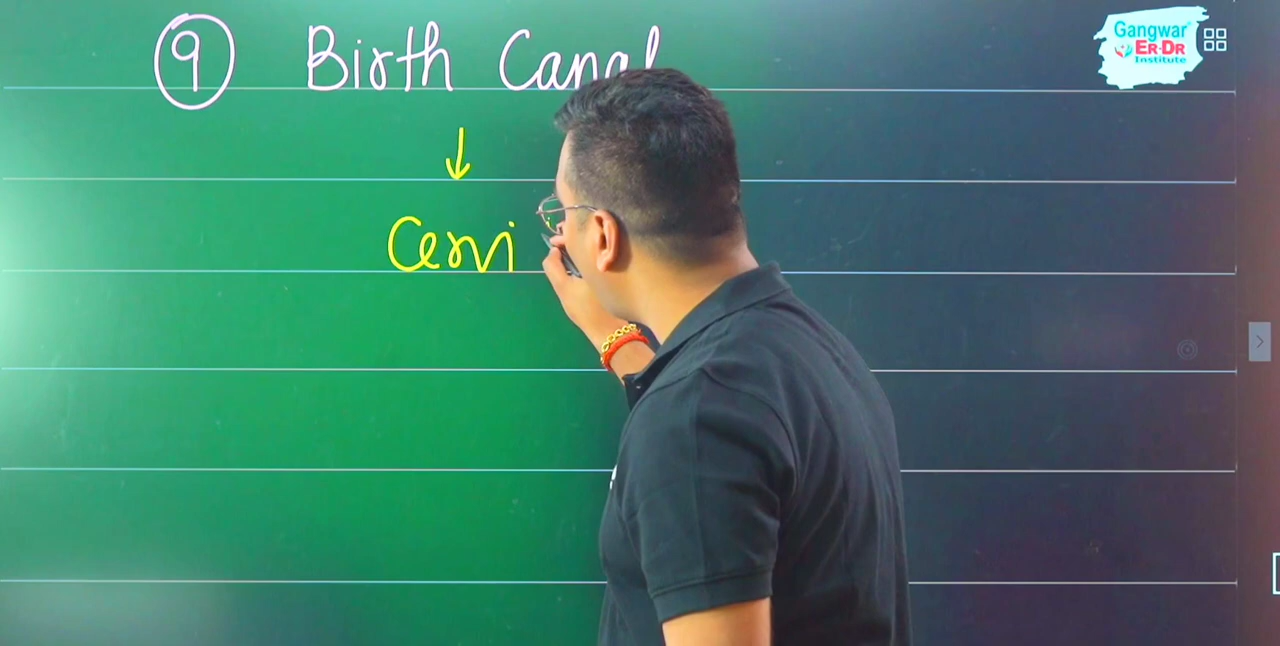 9 Birth Canal
Gangwar
ER-DR
Institute
↓
Cervi